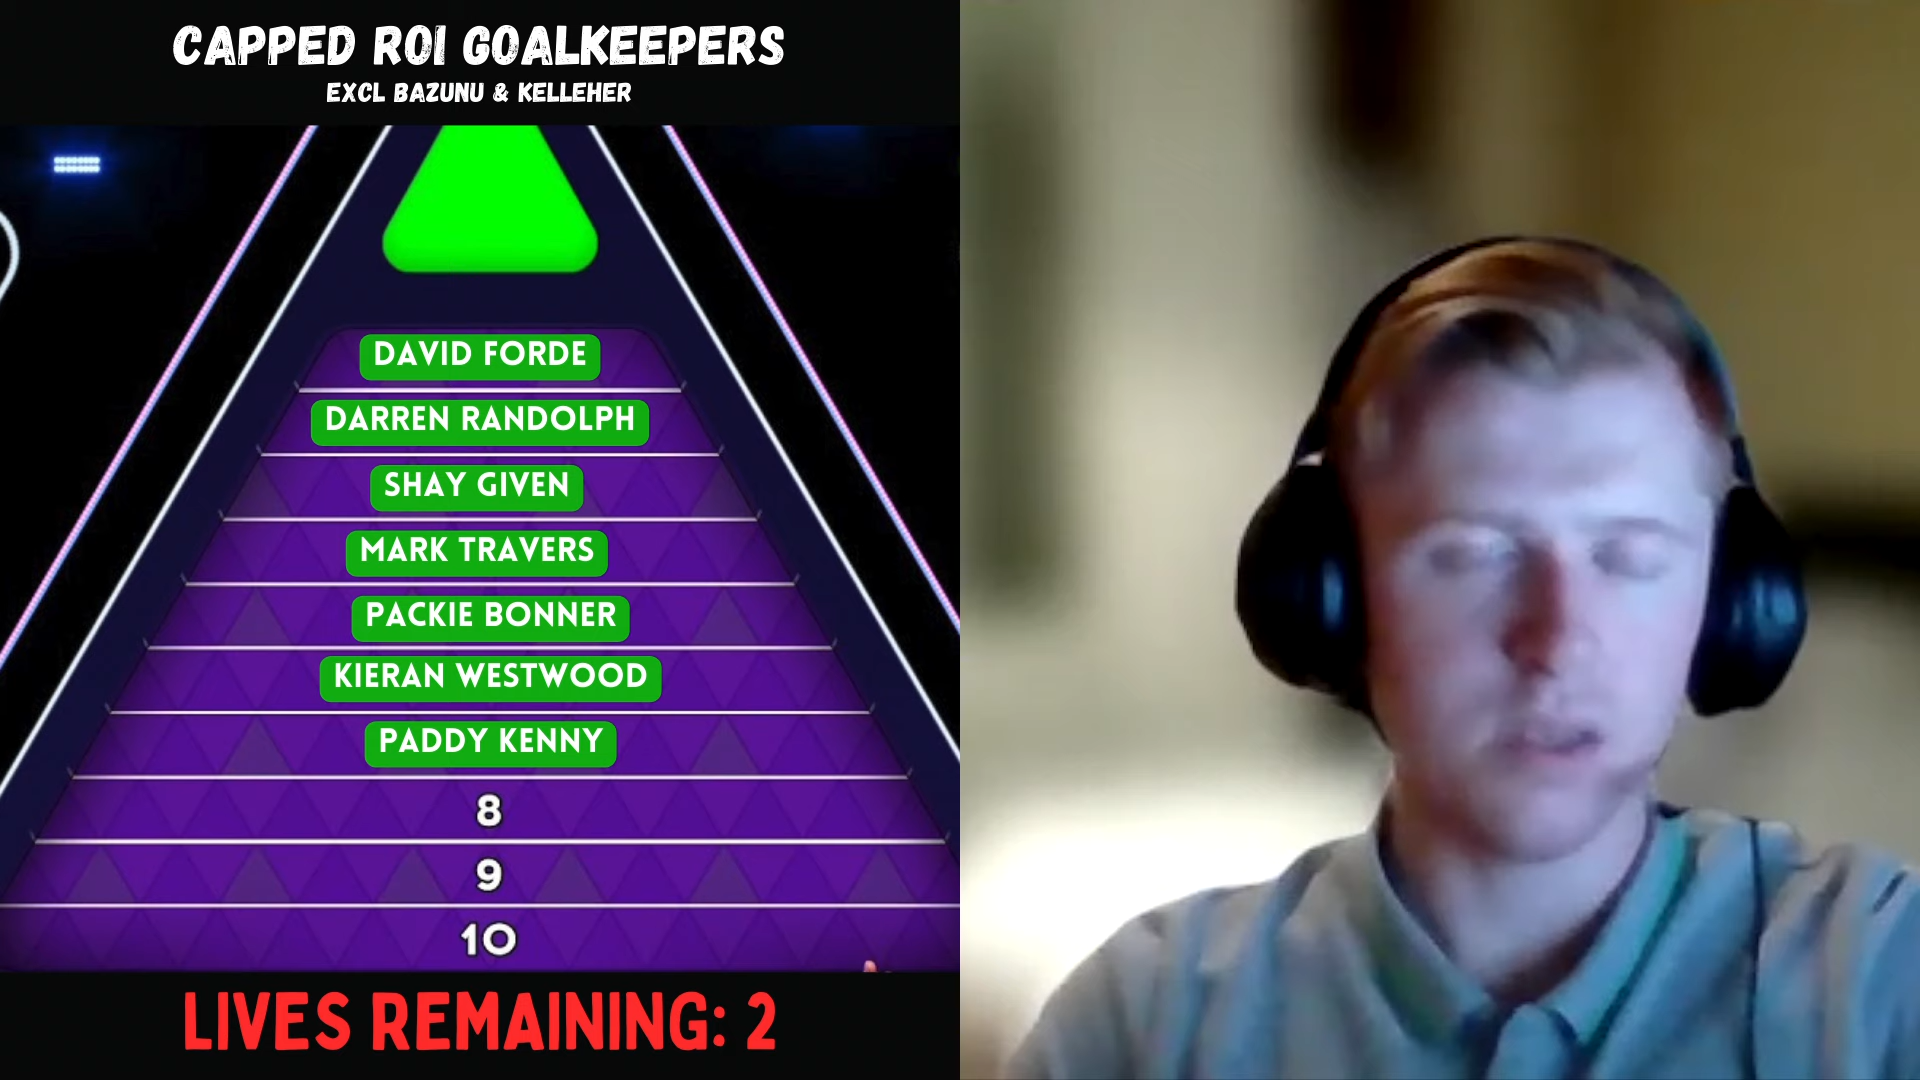 CAPPED ROI GOALKEEPERS
EXCL BAZUNU & KELLEHER
DAVID FORDE
DARREN RANDOLPH
SHAY GIVEN
MARK TRAVERS
PACKIE BONNER
KIERAN WESTWOOD
PADDY KENNY
8
9
10
LIVES REMAINING: 2